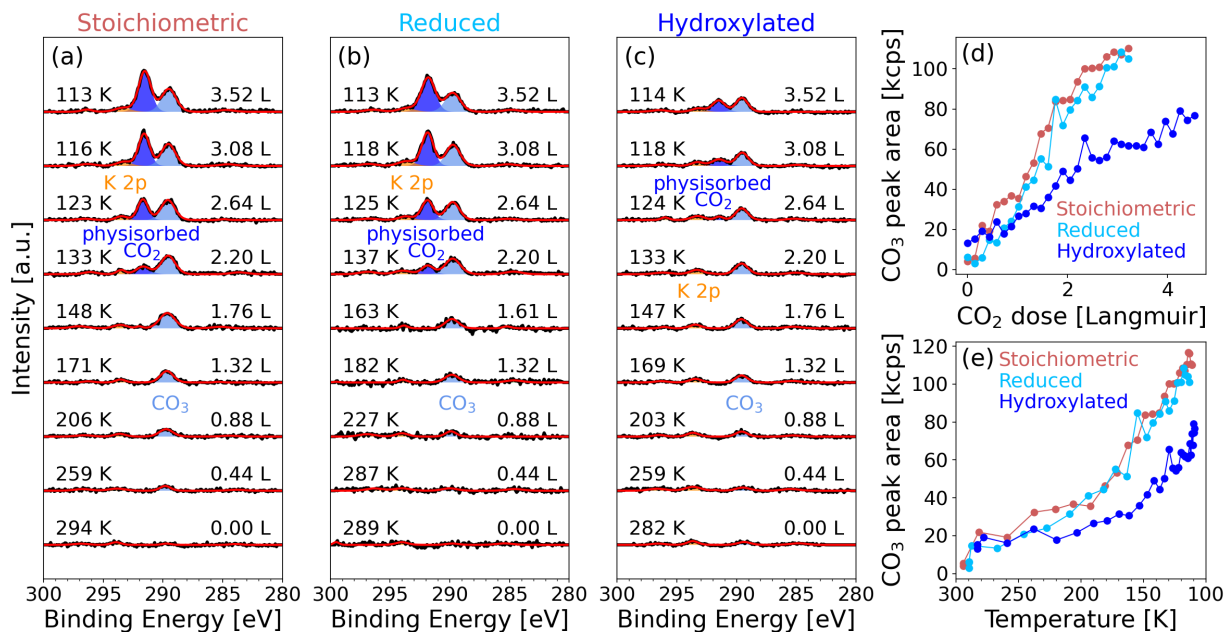 Stoichiometric
(a)
113 K 3.52 L
116 K 3.08 L
K 2p
123 K 2.64 L
physisorbed
CO₂
133 K 2.20 L
148 K 1.76 L
171 K 1.32 L
CO₃
206 K 0.88 L
259 K 0.44 L
294 K 0.00 L
300 295 290 285 280
Binding Energy [eV]
Intensity [a.u.]
Reduced
(b)
113 K 3.52 L
118 K 3.08 L
K 2p
125 K 2.64 L
physisorbed
CO₂
137 K 2.20 L
163 K 1.61 L
182 K 1.32 L
CO₃
227 K 0.88 L
287 K 0.44 L
289 K 0.00 L
300 295 290 285 280
Binding Energy [eV]
Hydroxylated
(c)
114 K 3.52 L
118 K 3.08 L
physisorbed
CO₂
124 K 2.64 L
133 K 2.20 L
K 2p
147 K 1.76 L
169 K 1.32 L
CO₃
203 K 0.88 L
259 K 0.44 L
282 K 0.00 L
300 295 290 285 280
Binding Energy [eV]
(d)
CO₃ peak area [kcps]
100
80
60
40
20
0
Stoichiometric
Reduced
Hydroxylated
0 2 4
CO₂ dose [Langmuir]
(e)
CO₃ peak area [kcps]
120
100
80
60
40
20
0
Stoichiometric
Reduced
Hydroxylated
300 250 200 150 100
Temperature [K]